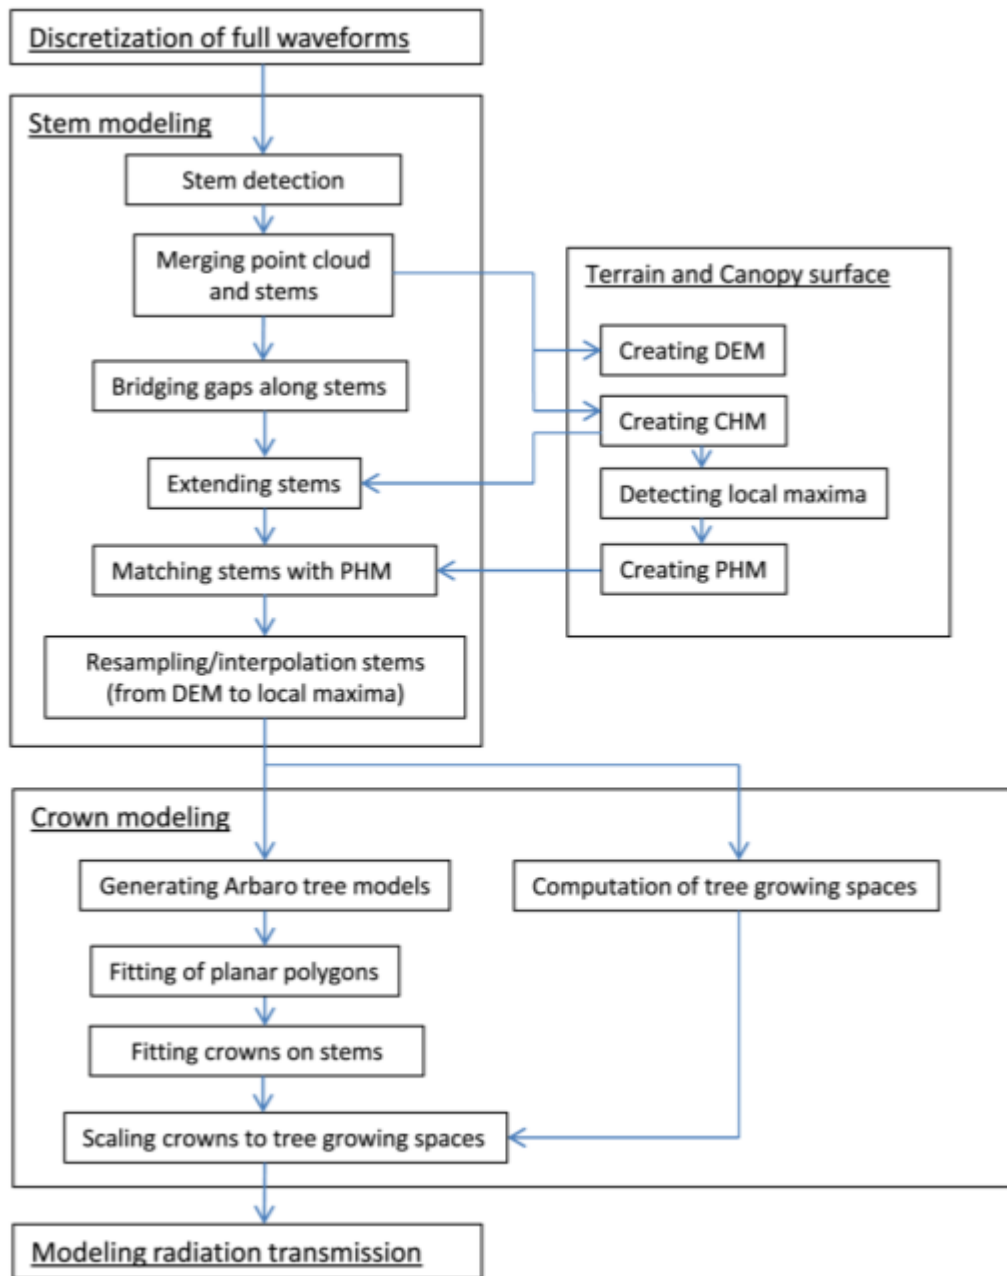 Discretization of full waveforms
Stem modeling
Stem detection
Merging point cloud
and stems
Bridging gaps along stems
Extending stems
Matching stems with PHM
Resampling/interpolation stems
(from DEM to local maxima)
Terrain and Canopy surface
Creating DEM
Creating CHM
Detecting local maxima
Creating PHM
Crown modeling
Generating Arbaro tree models
Computation of tree growing spaces
Fitting of planar polygons
Fitting crowns on stems
Scaling crowns to tree growing spaces
Modeling radiation transmission